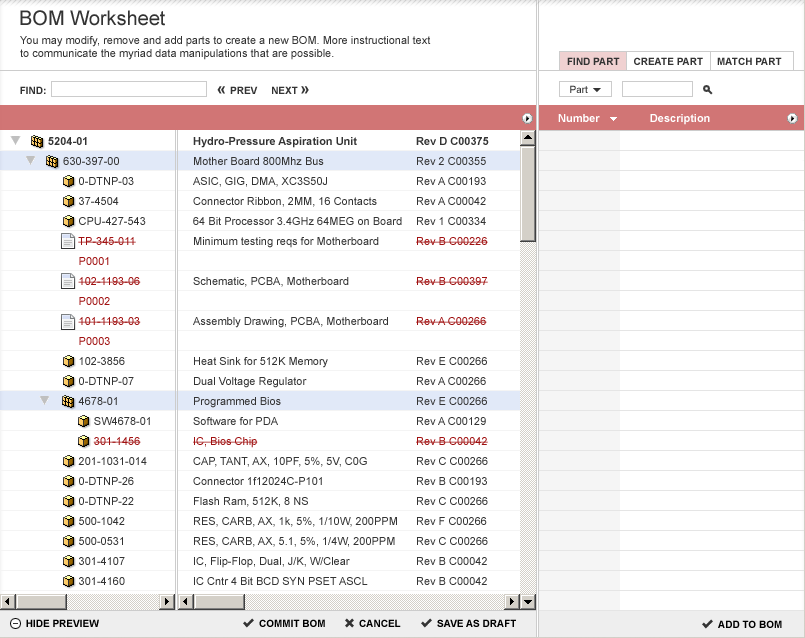 BOM Worksheet
You may modify, remove and add parts to create a new BOM. More instructional text
to communicate the myriad data manipulations that are possible.
FIND PART CREATE PART MATCH PART
FIND: « PREV NEXT » Part
Number Description
5204-01 Hydro-Pressure Aspiration Unit Rev D C00375
630-397-00 Mother Board 800Mhz Bus Rev 2 C00355
0-DTNP-03 ASIC, GIG, DMA, XC3S50J Rev A C00193
37-4504 Connector Ribbon, 2MM, 16 Contacts Rev A C00042
CPU-427-543 64 Bit Processor 3.4GHz 64MEG on Board Rev 1 C00334
TP-345-011 Minimum testing reqs for Motherboard Rev B C00226
P0001
102-1193-06 Schematic, PCBA, Motherboard Rev B C00397
P0002
101-1193-03 Assembly Drawing, PCBA, Motherboard Rev A C00266
P0003
102-3856 Heat Sink for 512K Memory Rev E C00266
0-DTNP-07 Dual Voltage Regulator Rev A C00266
4678-01 Programmed Bios Rev E C00266
SW4678-01 Software for PDA Rev A C00129
301-1456 IC, Bios Chip Rev B C00042
201-1031-014 CAP, TANT, AX, 10PF, 5%, 5V, C0G Rev C C00266
0-DTNP-26 Connector 1f12024C-P101 Rev B C00193
0-DTNP-22 Flash Ram, 512K, 8 NS Rev C C00266
500-1042 RES, CARB, AX, 1k, 5%, 1/10W, 200PPM Rev F C00266
500-0531 RES, CARB, AX, 5.1, 5%, 1/4W, 200PPM Rev C C00266
301-4107 IC, Flip-Flop, Dual, J/K, W/Clear Rev B C00042
301-4160 IC Cntr 4 Bit BCD SYN PSET ASCL Rev B C00042
HIDE PREVIEW COMMIT BOM CANCEL SAVE AS DRAFT ADD TO BOM